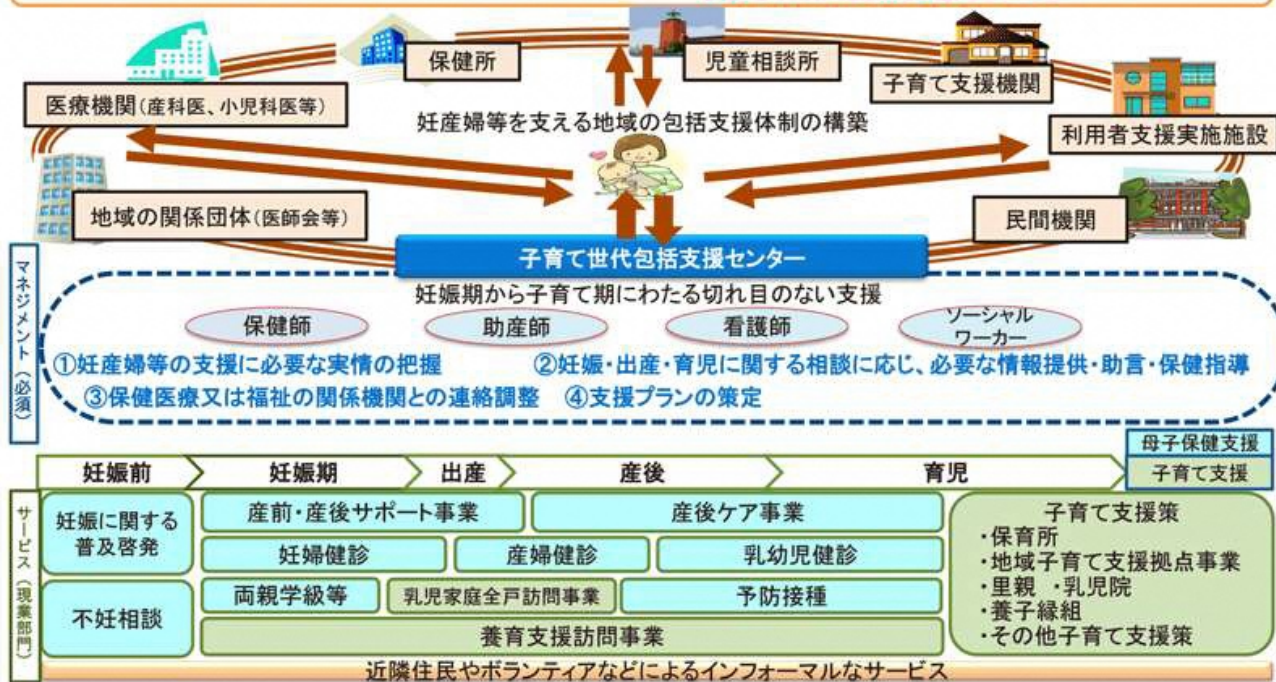 保健所
児童相談所
子育て支援機関
医療機関(産科医、小児科医等)
妊産婦等を支える地域の包括支援体制の構築
利用者支援実施施設
地域の関係団体(医師会等)
民間機関
子育て世代包括支援センター
マネジメント(必須)
妊娠期から子育て期にわたる切れ目のない支援
保健師
助産師
看護師
ソーシャル
ワーカー
①妊産婦等の支援に必要な実情の把握
②妊娠・出産・育児に関する相談に応じ、必要な情報提供・助言・保健指導
③保健医療又は福祉の関係機関との連絡調整
④支援プランの策定
母子保健支援
子育て支援
妊娠前
妊娠期
出産
産後
育児
サービス(現業部門)
妊娠に関する
普及啓発
産前・産後サポート事業
産後ケア事業
妊婦健診
産婦健診
乳幼児健診
不妊相談
両親学級等
乳児家庭全戸訪問事業
予防接種
養育支援訪問事業
子育て支援策
・保育所
・地域子育て支援拠点事業
・里親 ・乳児院
・養子縁組
・その他子育て支援策
近隣住民やボランティアなどによるインフォーマルなサービス